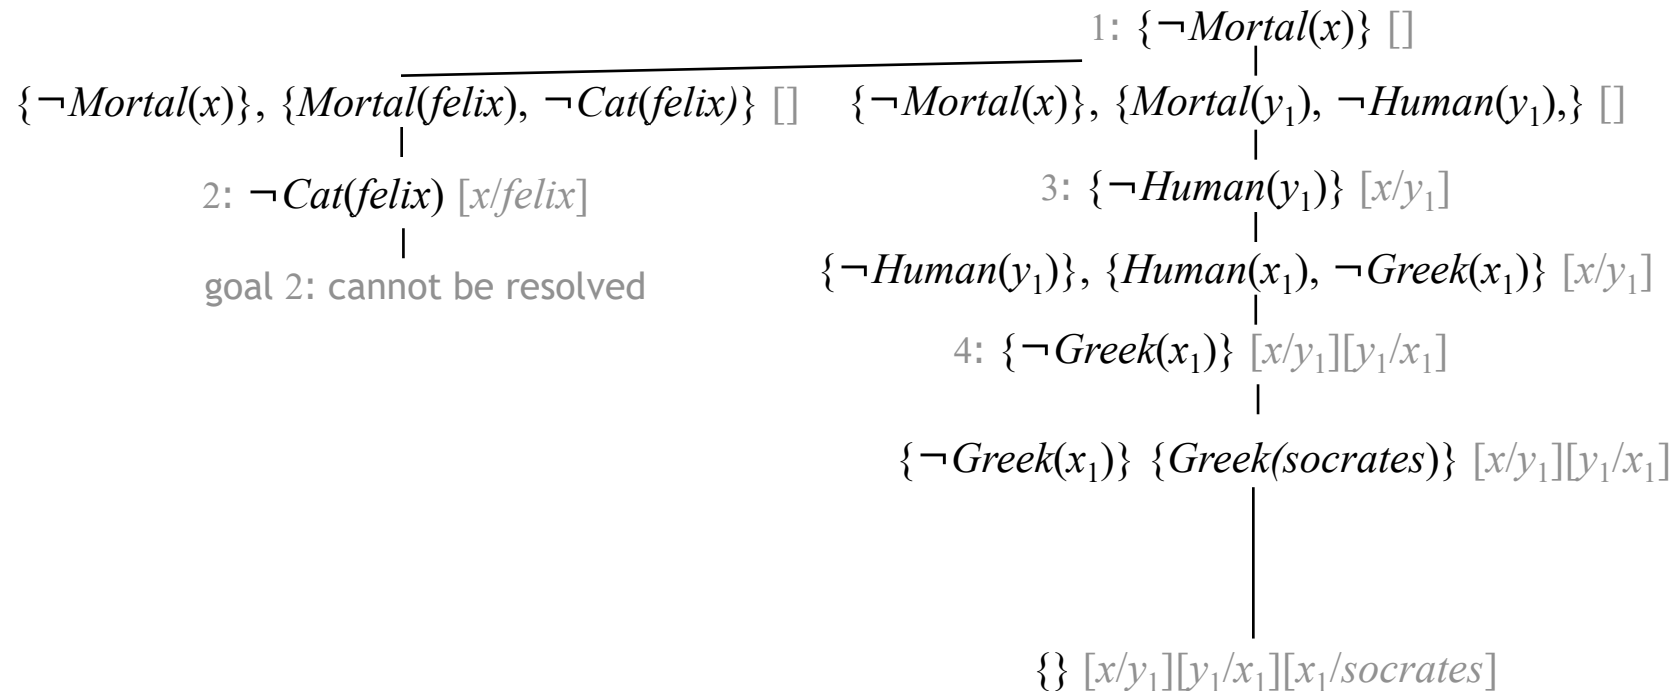 1: {¬Mortal(x)} []
{¬Mortal(x)}, {Mortal(felix), ¬Cat(felix)} []
{¬Mortal(x)}, {Mortal(y₁), ¬Human(y₁),} []
2: ¬Cat(felix) [x/felix]
3: {¬Human(y₁)} [x/y₁]
goal 2: cannot be resolved
{¬Human(y₁)}, {Human(x₁), ¬Greek(x₁)} [x/y₁]
4: {¬Greek(x₁)} [x/y₁][y₁/x₁]
{¬Greek(x₁)} {Greek(socrates)} [x/y₁][y₁/x₁]
{} [x/y₁][y₁/x₁][x₁/socrates]